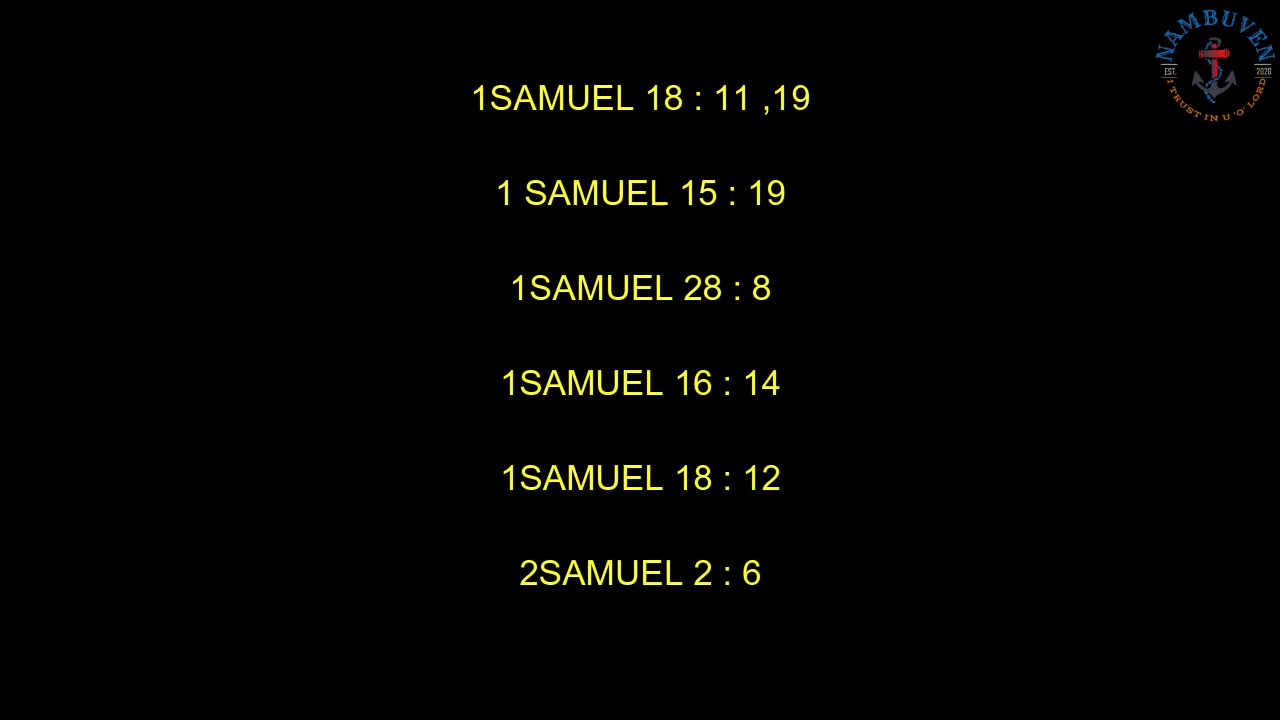 NAMBUVEN
EST. 2020
I TRUST IN U 'O' LORD
1SAMUEL 18 : 11 ,19
1 SAMUEL 15 : 19
1SAMUEL 28 : 8
1SAMUEL 16 : 14
1SAMUEL 18 : 12
2SAMUEL 2 : 6